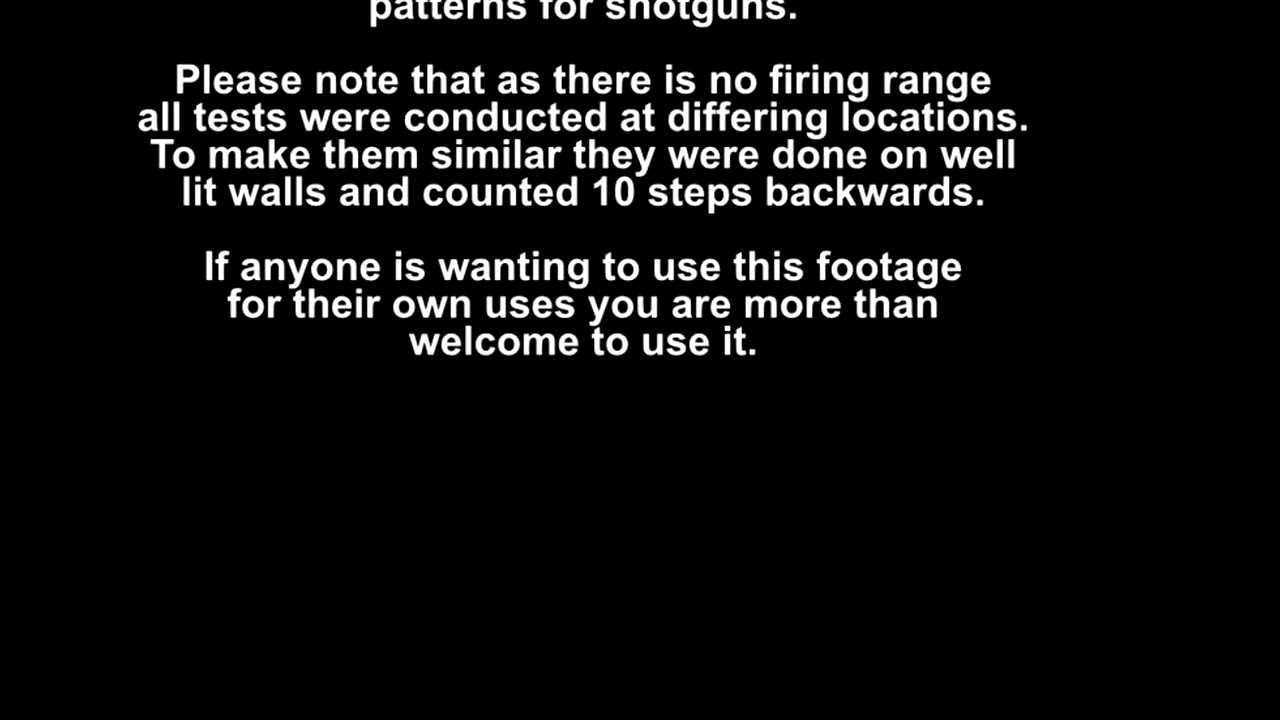 patterns for shotguns.
Please note that as there is no firing range
all tests were conducted at differing locations.
To make them similar they were done on well
lit walls and counted 10 steps backwards.
If anyone is wanting to use this footage
for their own uses you are more than
welcome to use it.